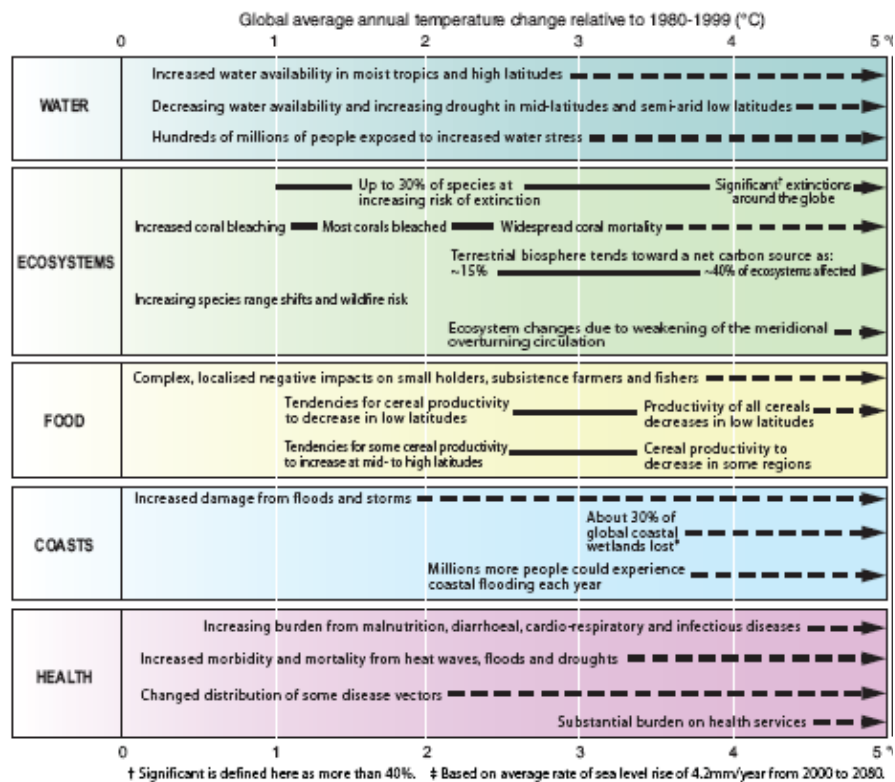 Global average annual temperature change relative to 1980-1999 (°C)
0 1 2 3 4 5 °
WATER
Increased water availability in moist tropics and high latitudes
Decreasing water availability and increasing drought in mid-latitudes and semi-arid low latitudes
Hundreds of millions of people exposed to increased water stress
ECOSYSTEMS
Up to 30% of species at
increasing risk of extinction
Significant† extinctions
around the globe
Increased coral bleaching Most corals bleached Widespread coral mortality
Terrestrial biosphere tends toward a net carbon source as:
~15% ~40% of ecosystems affected
Increasing species range shifts and wildfire risk
Ecosystem changes due to weakening of the meridional
overturning circulation
FOOD
Complex, localised negative impacts on small holders, subsistence farmers and fishers
Tendencies for cereal productivity
to decrease in low latitudes
Productivity of all cereals
decreases in low latitudes
Tendencies for some cereal productivity
to increase at mid- to high latitudes
Cereal productivity to
decrease in some regions
COASTS
Increased damage from floods and storms
About 30% of
global coastal
wetlands lost‡
Millions more people could experience
coastal flooding each year
HEALTH
Increasing burden from malnutrition, diarrhoeal, cardio-respiratory and infectious diseases
Increased morbidity and mortality from heat waves, floods and droughts
Changed distribution of some disease vectors
Substantial burden on health services
0 1 2 3 4 5 °
† Significant is defined here as more than 40%. ‡ Based on average rate of sea level rise of 4.2mm/year from 2000 to 2080.